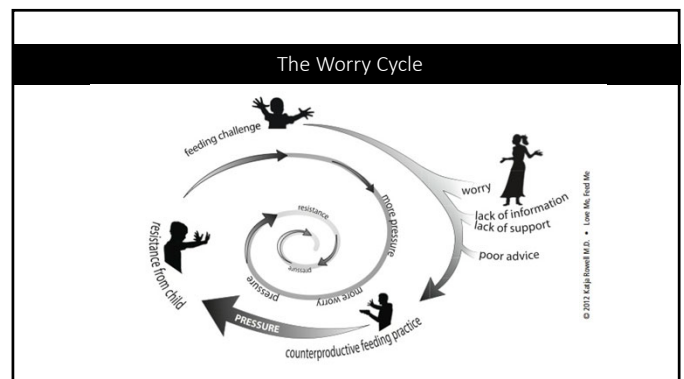 The Worry Cycle
feeding challenge
worry
lack of information
lack of support
poor advice
counterproductive feeding practice
PRESSURE
resistance from child
more pressure
more worry
pressure
resistance
pressure
© 2012 Katja Rowell M.D. • Love Me, Feed Me